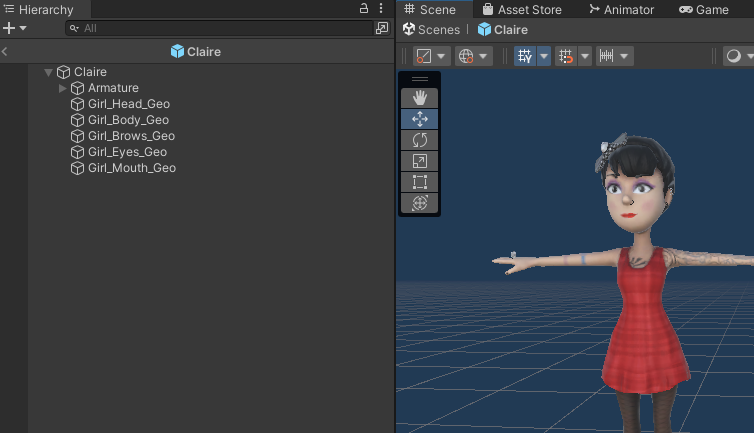 Hierarchy
All
Claire
Claire
Armature
Girl_Head_Geo
Girl_Body_Geo
Girl_Brows_Geo
Girl_Eyes_Geo
Girl_Mouth_Geo
Scene Asset Store Animator Game
Scenes Claire
Y